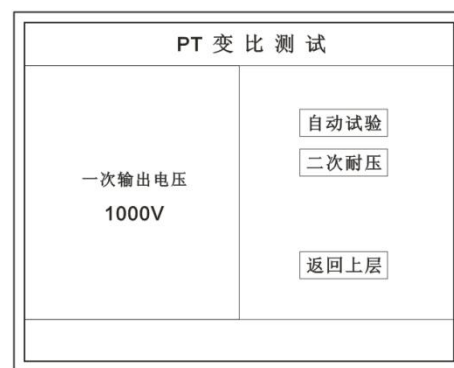 PT 变 比 测 试
一次输出电压
1000V
自动试验
二次耐压
返回上层